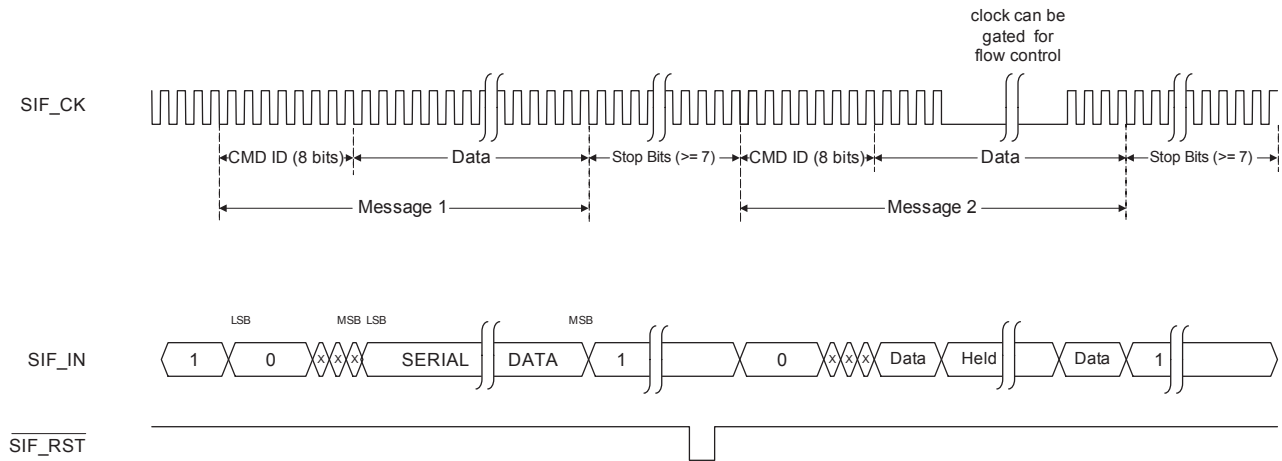 clock can be
gated for
flow control
SIF_CK
CMD ID (8 bits) Data Stop Bits (>= 7) CMD ID (8 bits) Data Stop Bits (>= 7)
Message 1 Message 2
LSB MSB LSB MSB
SIF_IN 1 0 X X X SERIAL DATA 1 0 X X X Data Held Data 1
SIF_RST